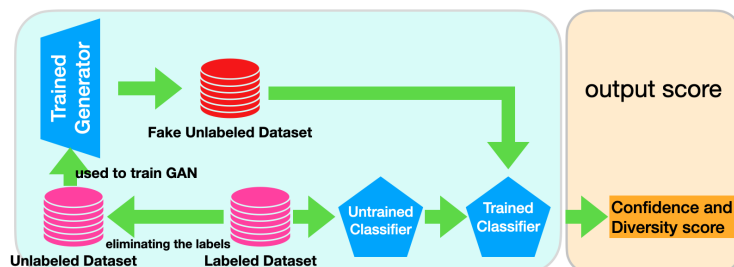 Trained
Generator
Fake Unlabeled Dataset
output score
used to train GAN
Untrained
Classifier
Trained
Classifier
Confidence and
Diversity score
eliminating the labels
Unlabeled Dataset
Labeled Dataset